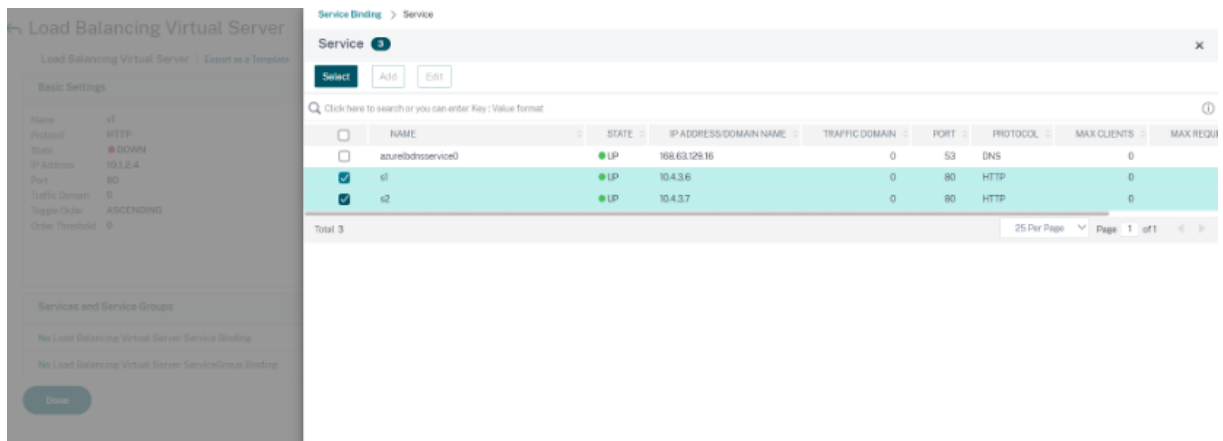 Load Balancing Virtual Server
Load Balancing Virtual Server | Export as a Template
Basic Settings
Name v1
Protocol HTTP
State DOWN
IP Address 10.1.2.4
Port 80
Traffic Domain 0
Toggle Order ASCENDING
Order Threshold 0
Services and Service Groups
No Load Balancing Virtual Server Service Binding
No Load Balancing Virtual Server ServiceGroup Binding
Done
Service Binding > Service
Service 3
Select Add Edit
Click here to search or you can enter Key : Value format
NAME STATE IP ADDRESS/DOMAIN NAME TRAFFIC DOMAIN PORT PROTOCOL MAX CLIENTS MAX REQU
azurelbdnsservice0 UP 168.63.129.16 0 53 DNS 0
s1 UP 10.4.3.6 0 80 HTTP 0
s2 UP 10.4.3.7 0 80 HTTP 0
Total 3
25 Per Page Page 1 of 1